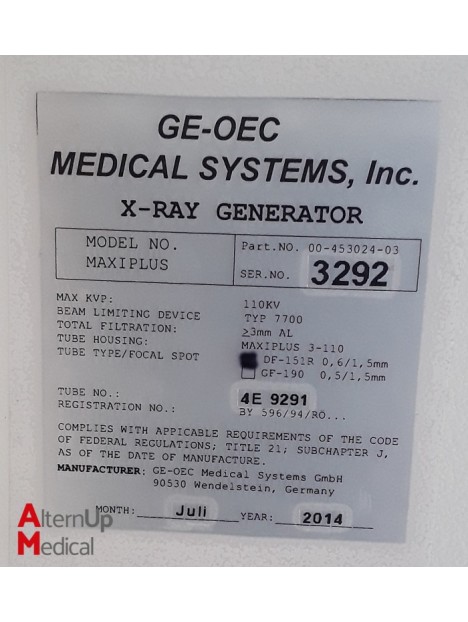 GE-OEC
MEDICAL SYSTEMS, Inc.
X-RAY GENERATOR
MODEL NO.
MAXIPLUS
Part.NO. 00-453024-03
SER.NO. 3292
MAX KVP: 110KV
BEAM LIMITING DEVICE TYP 7700
TOTAL FILTRATION: ≥3mm AL
TUBE HOUSING: MAXIPLUS 3-110
TUBE TYPE/FOCAL SPOT DF-151R 0,6/1,5mm
GF-190 0,5/1,5mm
TUBE NO.: 4E 9291
REGISTRATION NO.: BY 596/94/RO...
COMPLIES WITH APPICABLE REQUIREMENTS OF THE CODE
OF FEDERAL REGULATIONS; TITLE 21; SUBCHAPTER J,
AS OF THE DATE OF MANUFACTURE.
MANUFACTURER: GE-OEC Medical Systems GmbH
90530 Wendelstein, Germany
MONTH: Juli YEAR: 2014
AlternUp
Medical